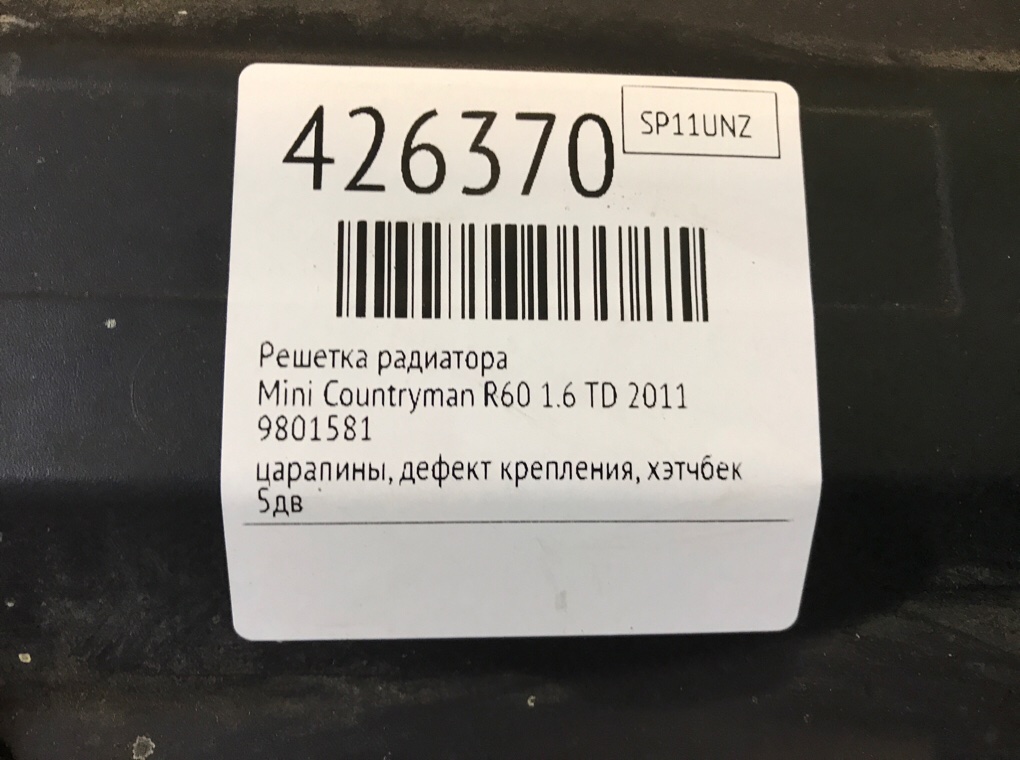 426370
SP11UNZ
Решетка радиатора
Mini Countryman R60 1.6 TD 2011
9801581
царапины, дефект крепления, хэтчбек
5дв